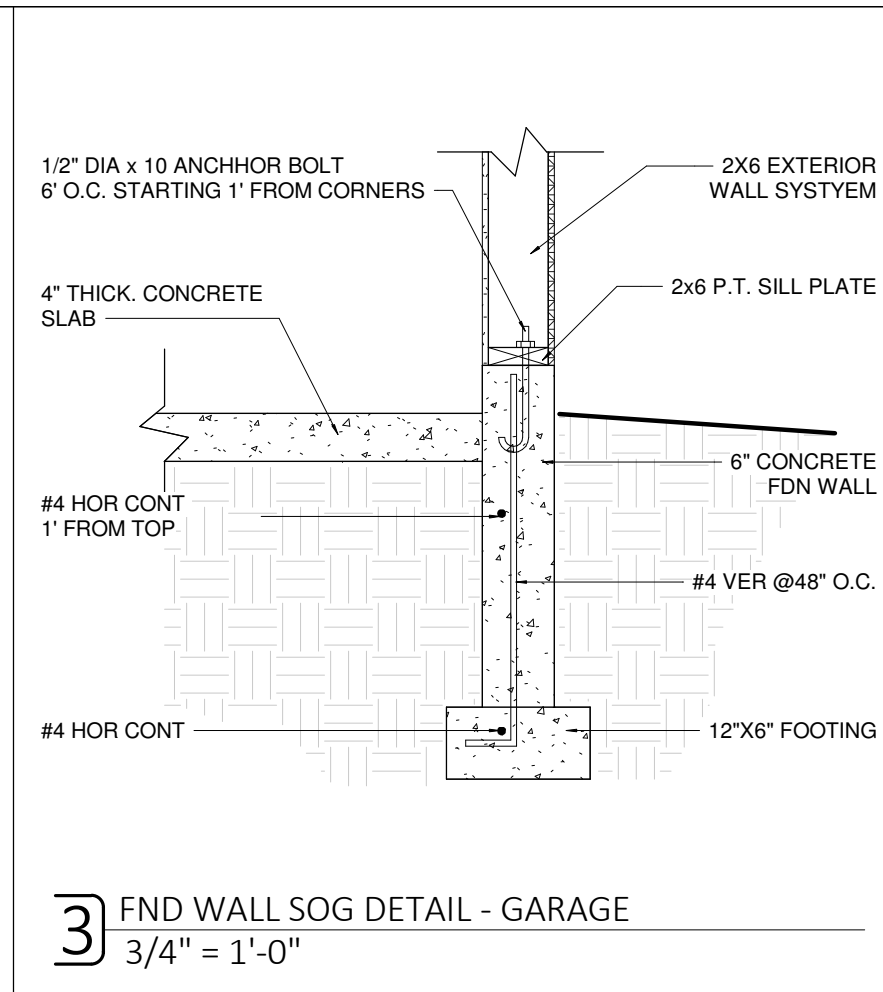 1/2" DIA x 10 ANCHHOR BOLT
6' O.C. STARTING 1' FROM CORNERS
4" THICK. CONCRETE
SLAB
#4 HOR CONT
1' FROM TOP
#4 HOR CONT
2X6 EXTERIOR
WALL SYSTYEM
2x6 P.T. SILL PLATE
6" CONCRETE
FDN WALL
#4 VER @48" O.C.
12"X6" FOOTING
3
FND WALL SOG DETAIL - GARAGE
3/4" = 1'-0"